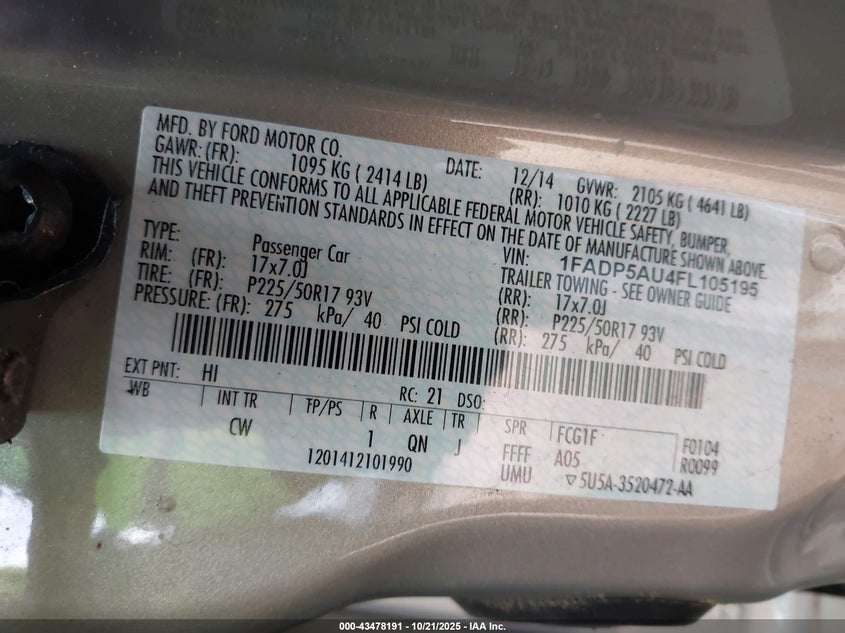 MFD. BY FORD MOTOR CO.
DATE: 12/14 GVWR: 2105 KG ( 4641 LB)
GAWR: (FR): 1095 KG ( 2414 LB) (RR): 1010 KG ( 2227 LB)
THIS VEHICLE CONFORMS TO ALL APPLICABLE FEDERAL MOTOR VEHICLE SAFETY, BUMPER,
AND THEFT PREVENTION STANDARDS IN EFFECT ON THE DATE OF MANUFACTURE SHOWN ABOVE.
VIN: 1FADP5AU4FL105195
TYPE: Passenger Car TRAILER TOWING - SEE OWNER GUIDE
RIM: (FR): 17x7.0J (RR): 17x7.0J
TIRE: (FR): P225/50R17 93V (RR): P225/50R17 93V
PRESSURE: (FR): 275 kPa/ 40 PSI COLD (RR): 275 kPa/ 40 PSI COLD
EXT PNT: HI RC: 21 DSO:
WB INT TR TP/PS R AXLE TR SPR FCG1F F0104
CW 1 QN J FFFF A05 R0099
1201412101990 UMU ▽5U5A-3520472-AA
000-43478191 - 10/21/2025 - IAA Inc.